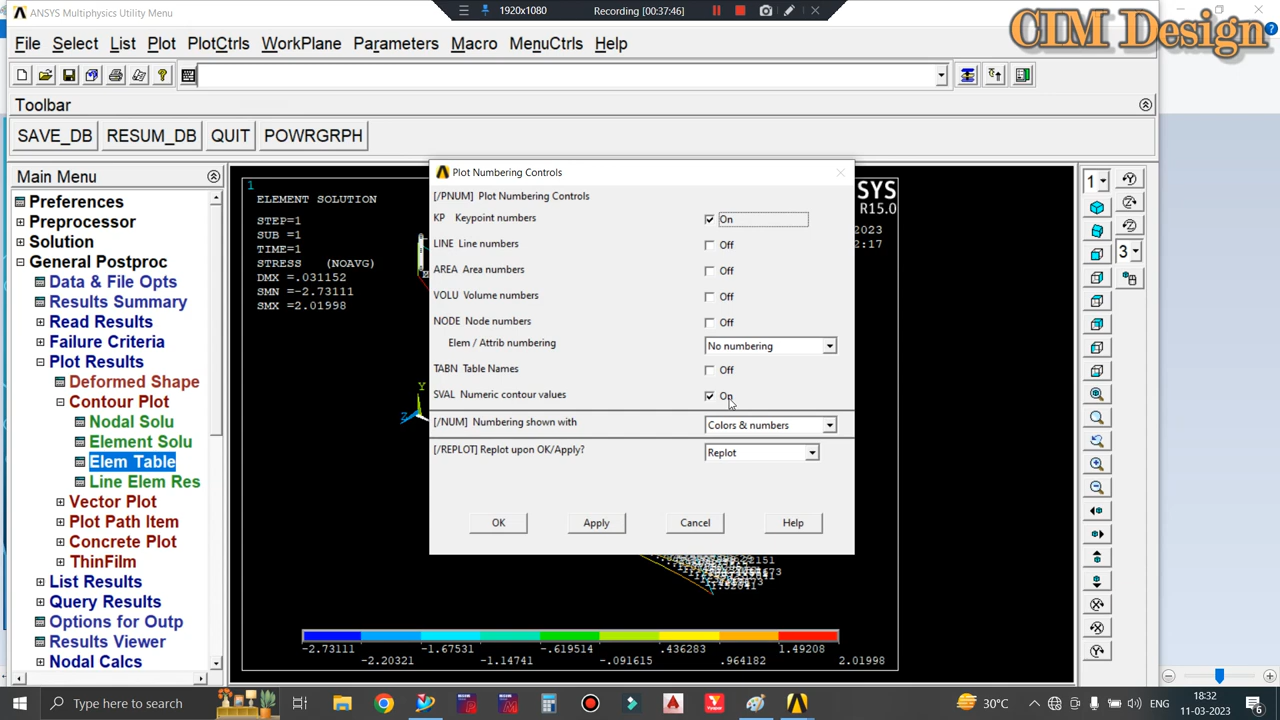 ANSYS Multiphysics Utility Menu
1920x1080
Recording [00:37:46]
CIM Design
File Select List Plot PlotCtrls WorkPlane Parameters Macro MenuCtrls Help
Toolbar
SAVE_DB RESUM_DB QUIT POWRGRPH
Main Menu
Preferences
Preprocessor
Solution
General Postproc
Data & File Opts
Results Summary
Read Results
Failure Criteria
Plot Results
Deformed Shape
Contour Plot
Nodal Solu
Element Solu
Elem Table
Line Elem Res
Vector Plot
Plot Path Item
Concrete Plot
ThinFilm
List Results
Query Results
Options for Outp
Results Viewer
Nodal Calcs
1
ELEMENT SOLUTION
STEP=1
SUB =1
TIME=1
STRESS (NOAVG)
DMX =.031152
SMN =-2.73111
SMX =2.01998
SYS
R15.0
2023
2:17
Y
Z
Plot Numbering Controls
[/PNUM] Plot Numbering Controls
KP Keypoint numbers On
LINE Line numbers Off
AREA Area numbers Off
VOLU Volume numbers Off
NODE Node numbers Off
Elem / Attrib numbering No numbering
TABN Table Names Off
SVAL Numeric contour values On
[/NUM] Numbering shown with Colors & numbers
[/REPLOT] Replot upon OK/Apply? Replot
OK Apply Cancel Help
-2.73111 -1.67531 -.619514 .436283 1.49208
-2.20321 -1.14741 -.091615 .964182 2.01998
1
3
Type here to search
30°C
ENG
18:32
11-03-2023
6